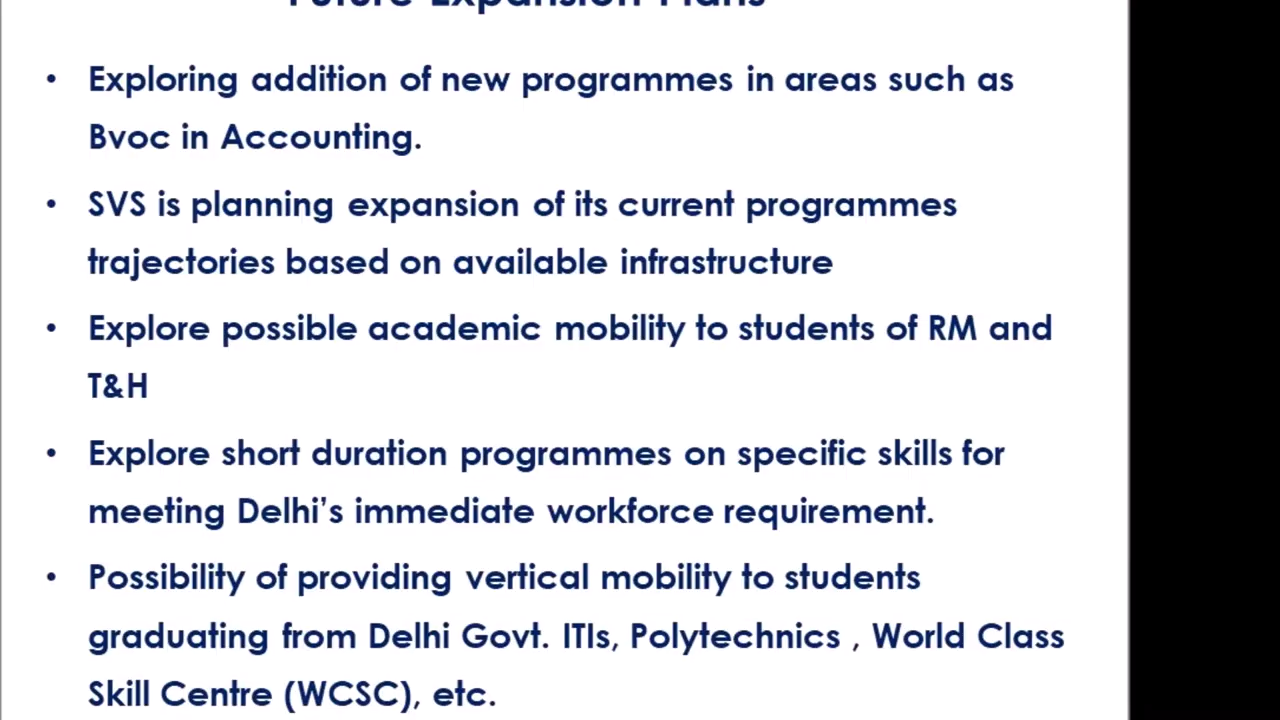 Future Expansion Plans
• Exploring addition of new programmes in areas such as
Bvoc in Accounting.
• SVS is planning expansion of its current programmes
trajectories based on available infrastructure
• Explore possible academic mobility to students of RM and
T&H
• Explore short duration programmes on specific skills for
meeting Delhi's immediate workforce requirement.
• Possibility of providing vertical mobility to students
graduating from Delhi Govt. ITIs, Polytechnics , World Class
Skill Centre (WCSC), etc.